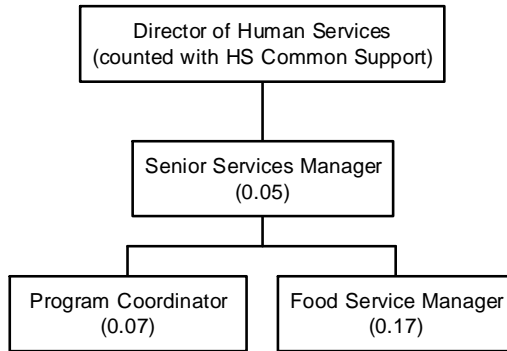 Director of Human Services
(counted with HS Common Support)
Senior Services Manager
(0.05)
Program Coordinator
(0.07)
Food Service Manager
(0.17)